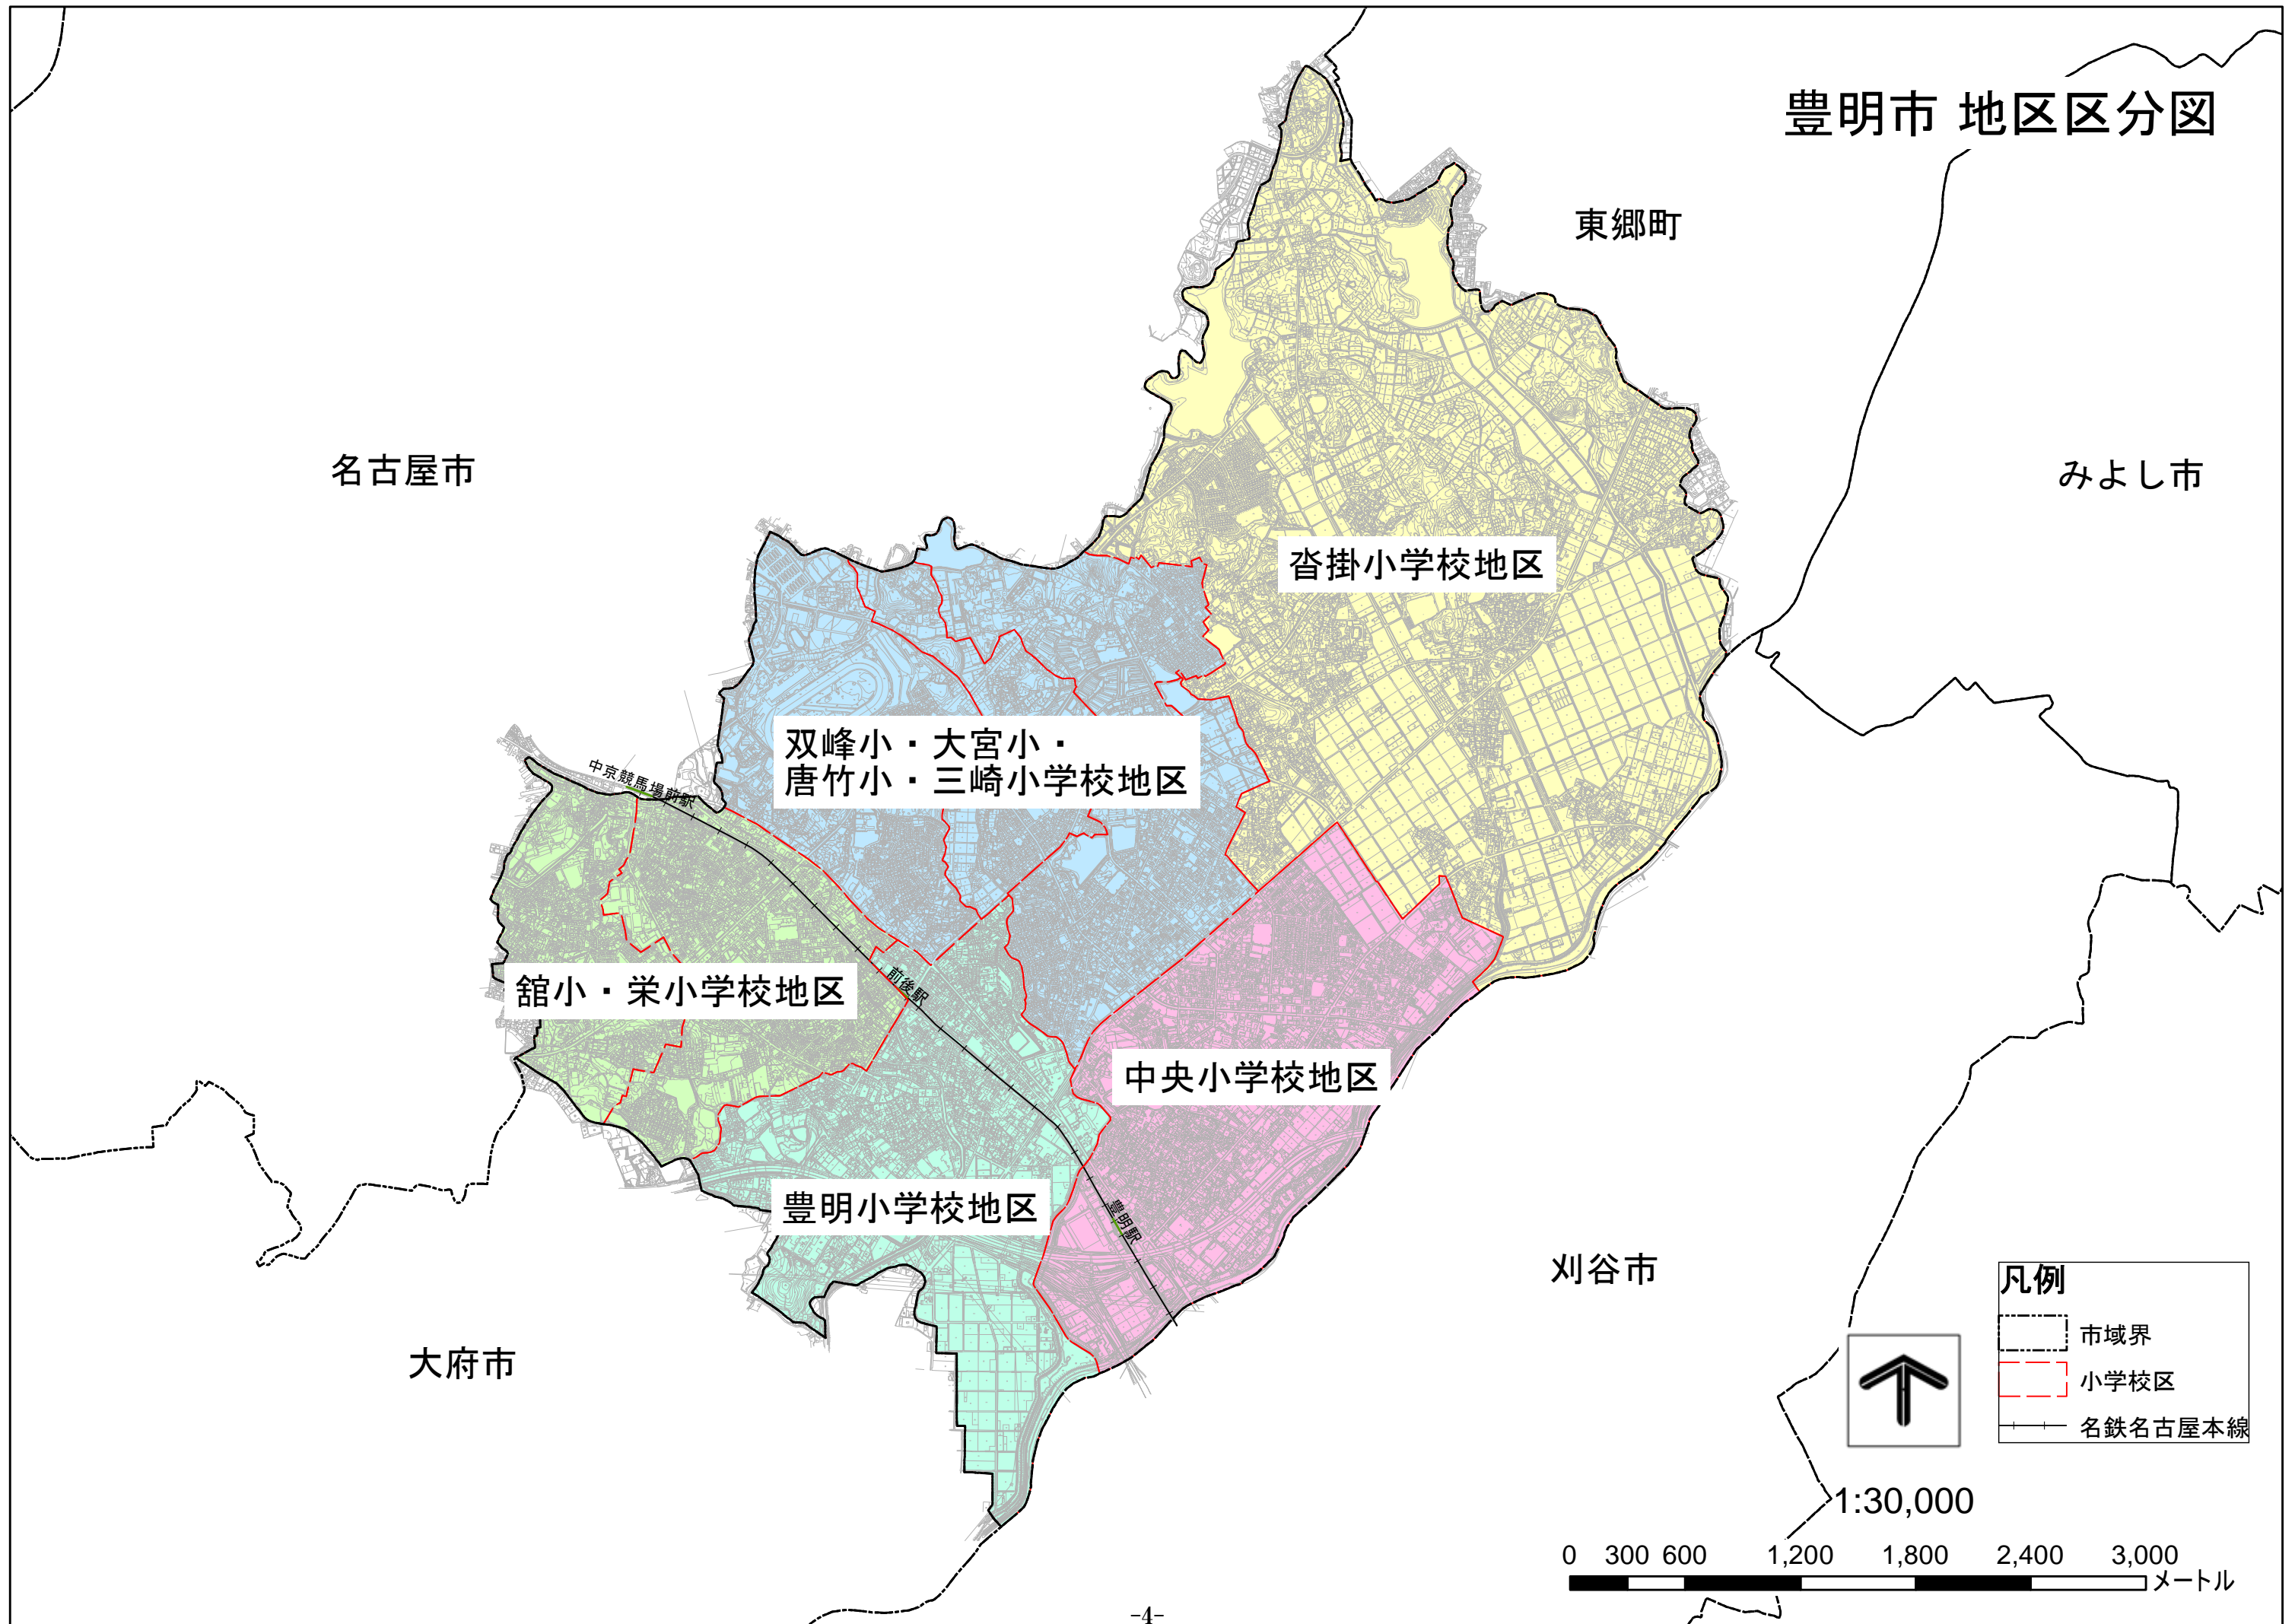 豊明市 地区区分図
東郷町
名古屋市
みよし市
沓掛小学校地区
双峰小・大宮小・
唐竹小・三崎小学校地区
中京競馬場前駅
前後駅
舘小・栄小学校地区
中央小学校地区
豊明小学校地区
豊明駅
刈谷市
大府市
凡例
市域界
小学校区
名鉄名古屋本線
1:30,000
0 300 600 1,200 1,800 2,400 3,000
メートル
-4-